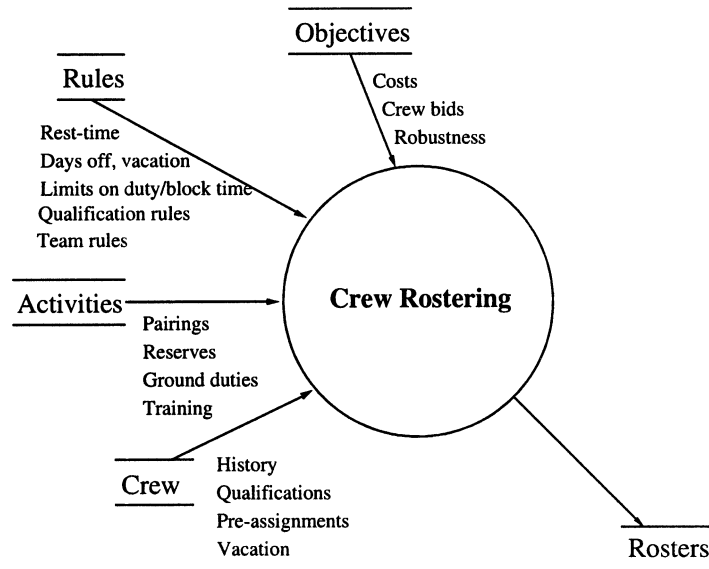 Objectives
Costs
Crew bids
Robustness
Rules
Rest-time
Days off, vacation
Limits on duty/block time
Qualification rules
Team rules
Activities
Pairings
Reserves
Ground duties
Training
Crew Rostering
Crew
History
Qualifications
Pre-assignments
Vacation
Rosters